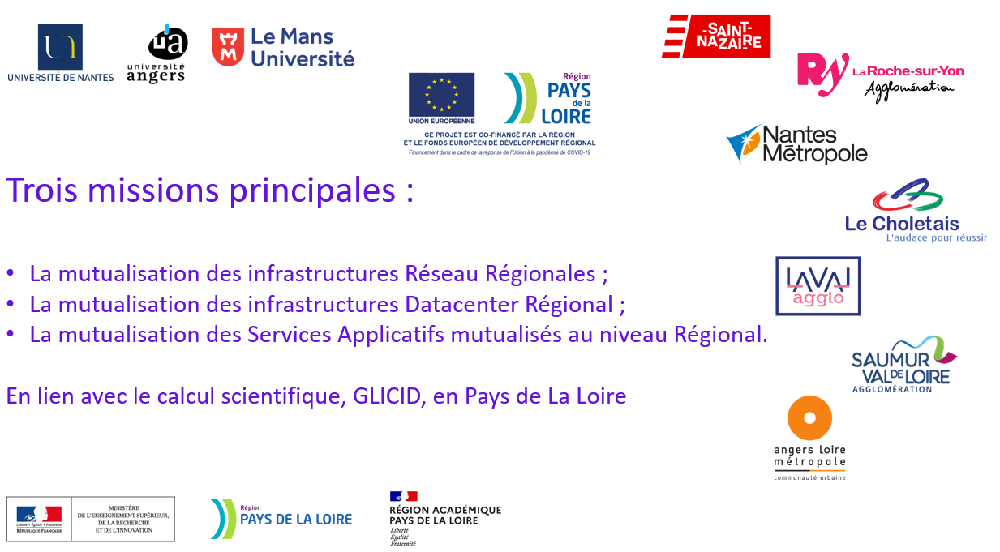 UNIVERSITÉ DE NANTES
ua
université
angers
Le Mans
Université
UNION EUROPÉENNE
Région
PAYS
de la
LOIRE
CE PROJET EST CO-FINANCÉ PAR LA RÉGION
ET LE FONDS EUROPÉEN DE DÉVELOPPEMENT RÉGIONAL
Financement dans le cadre de la réponse de l'Union à la pandémie de COVID-19
-SAINT-
NAZAIRE
Ry
La Roche-sur-Yon
Agglomération
Nantes
Métropole
Le Choletais
L'audace pour réussir
LAVAL
agglo
SAUMUR
VAL DE LOIRE
AGGLOMÉRATION
angers Loire
métropole
communauté urbaine
Trois missions principales :
• La mutualisation des infrastructures Réseau Régionales ;
• La mutualisation des infrastructures Datacenter Régional ;
• La mutualisation des Services Applicatifs mutualisés au niveau Régional.
En lien avec le calcul scientifique, GLICID, en Pays de La Loire
Liberté • Égalité • Fraternité
RÉPUBLIQUE FRANÇAISE
MINISTÈRE
DE L'ENSEIGNEMENT SUPÉRIEUR,
DE LA RECHERCHE
ET DE L'INNOVATION
Région
PAYS DE LA LOIRE
RÉGION ACADÉMIQUE
PAYS DE LA LOIRE
Liberté
Égalité
Fraternité